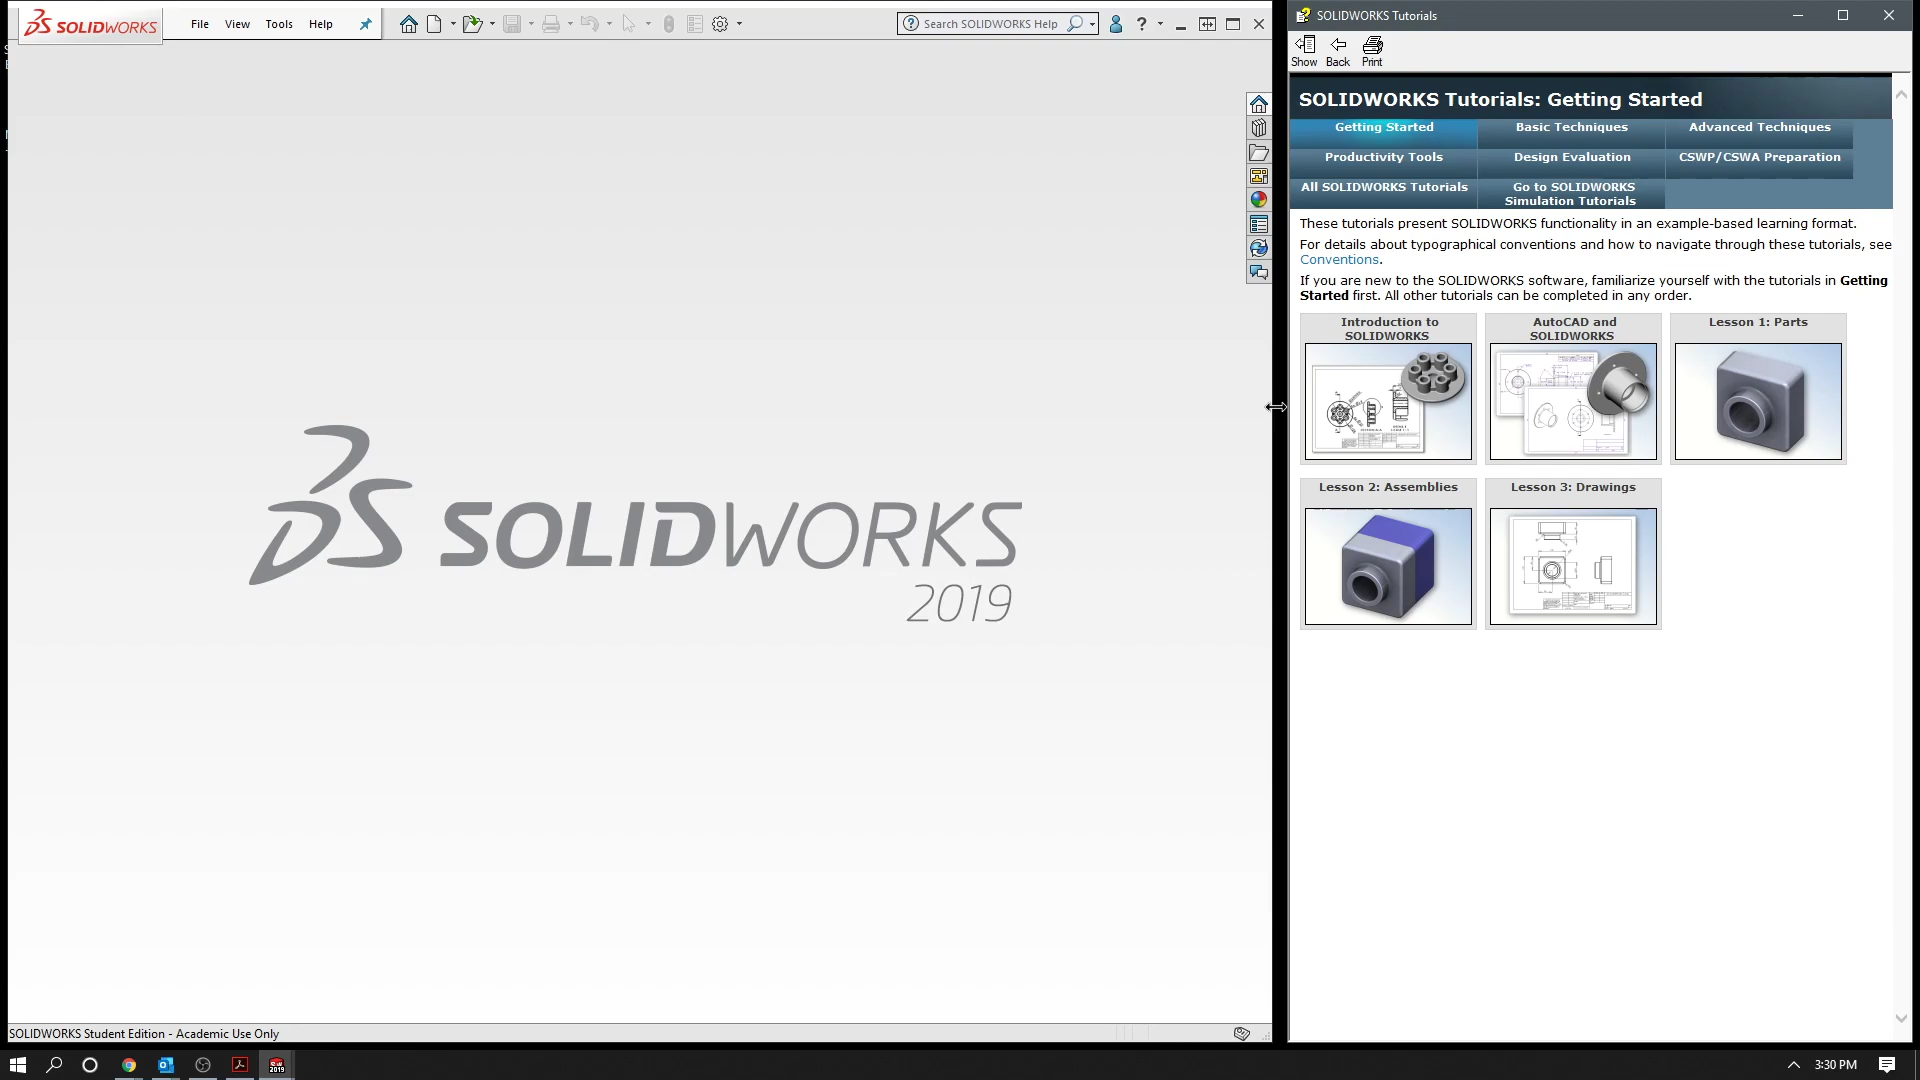 SOLIDWORKS
File View Tools Help
Search SOLIDWORKS Help
?
SOLIDWORKS Tutorials
Show Back Print
SOLIDWORKS Tutorials: Getting Started
Getting Started Basic Techniques Advanced Techniques
Productivity Tools Design Evaluation CSWP/CSWA Preparation
All SOLIDWORKS Tutorials Go to SOLIDWORKS
Simulation Tutorials
These tutorials present SOLIDWORKS functionality in an example-based learning format.
For details about typographical conventions and how to navigate through these tutorials, see
Conventions.
If you are new to the SOLIDWORKS software, familiarize yourself with the tutorials in Getting
Started first. All other tutorials can be completed in any order.
Introduction to
SOLIDWORKS
AutoCAD and
SOLIDWORKS
Lesson 1: Parts
Lesson 2: Assemblies
Lesson 3: Drawings
SOLIDWORKS
2019
SOLIDWORKS Student Edition - Academic Use Only
3:30 PM